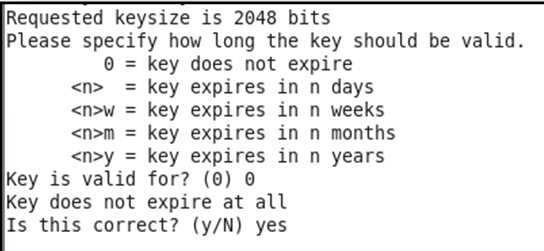 Requested keysize is 2048 bits
Please specify how long the key should be valid.
         0 = key does not expire
      <n>  = key expires in n days
      <n>w = key expires in n weeks
      <n>m = key expires in n months
      <n>y = key expires in n years
Key is valid for? (0) 0
Key does not expire at all
Is this correct? (y/N) yes